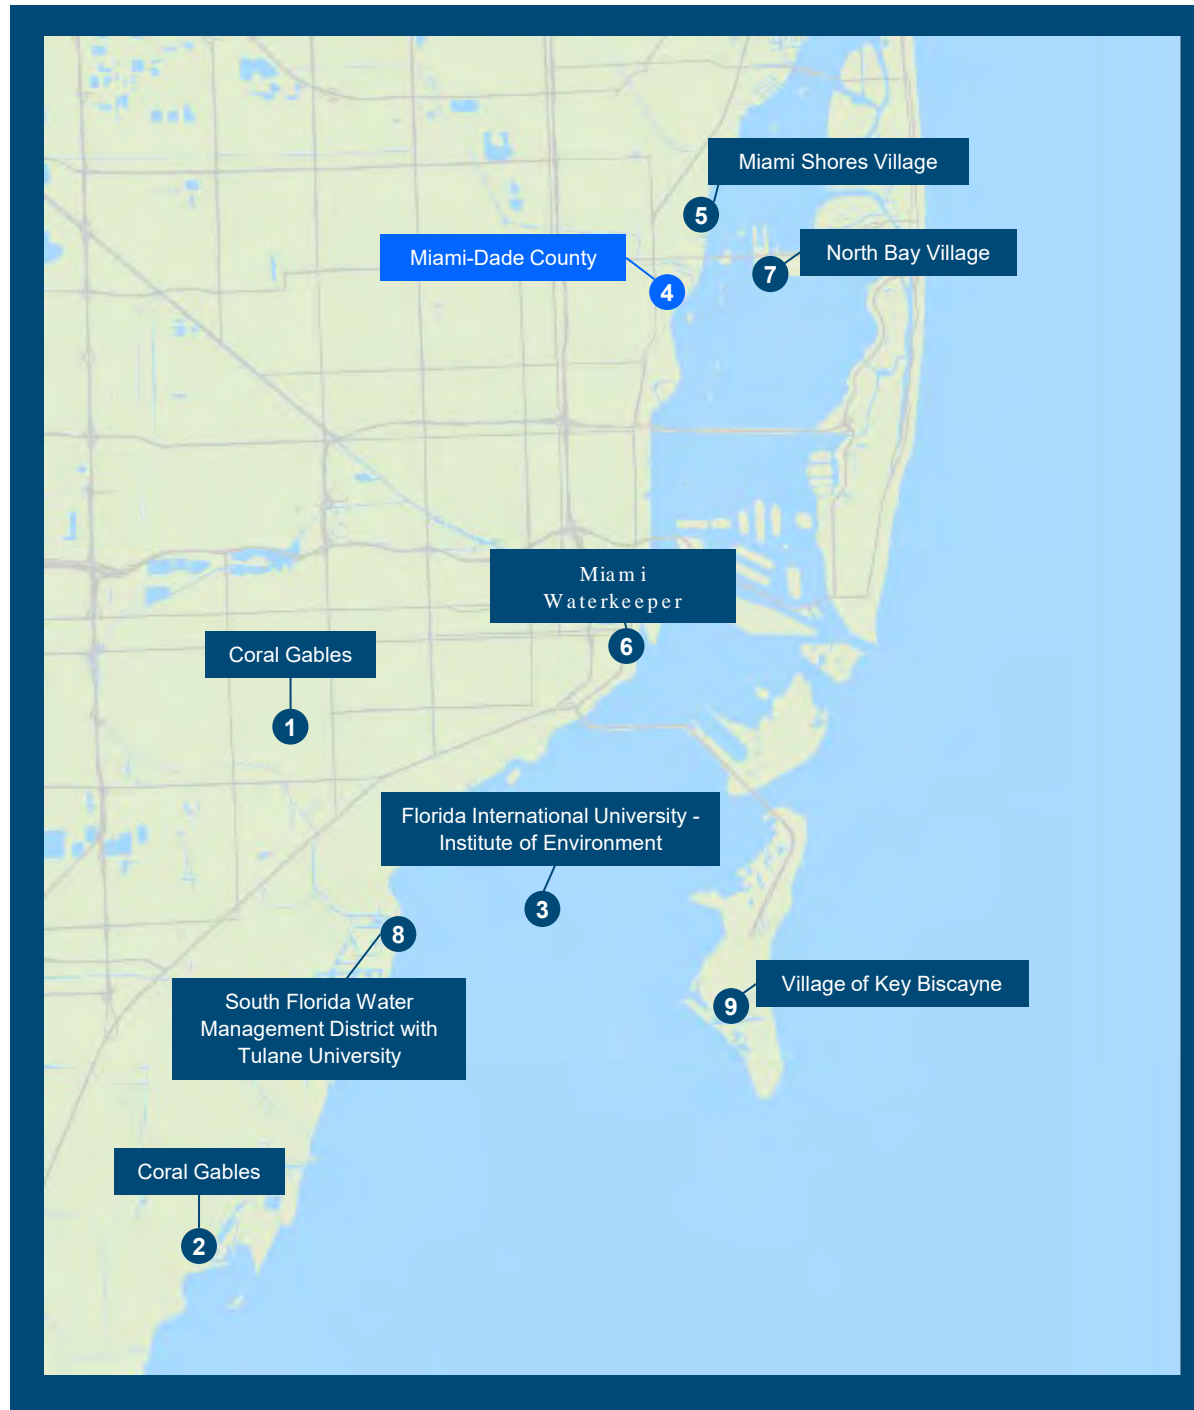 Miami Shores Village
5
North Bay Village
7
Miami-Dade County
4
Miami
Waterkeeper
6
Coral Gables
1
Florida International University -
Institute of Environment
3
8
South Florida Water
Management District with
Tulane University
Village of Key Biscayne
9
Coral Gables
2